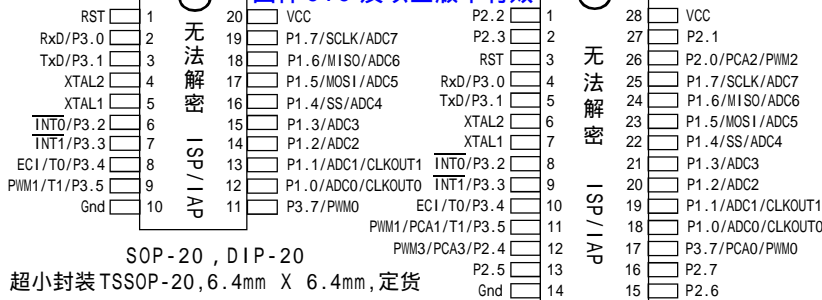 RST 1 20 VCC
RxD/P3.0 2 19 P1.7/SCLK/ADC7
TxD/P3.1 3 18 P1.6/MISO/ADC6
XTAL2 4 17 P1.5/MOSI/ADC5
XTAL1 5 16 P1.4/SS/ADC4
INT0/P3.2 6 15 P1.3/ADC3
INT1/P3.3 7 14 P1.2/ADC2
ECI/T0/P3.4 8 13 P1.1/ADC1/CLKOUT1
PWM1/T1/P3.5 9 12 P1.0/ADC0/CLKOUT0
Gnd 10 11 P3.7/PWM0
无法解密 ISP/IAP
SOP-20,DIP-20
超小封装TSSOP-20,6.4mm X 6.4mm,定货
P2.2 1 28 VCC
P2.3 2 27 P2.1
RST 3 26 P2.0/PCA2/PWM2
RxD/P3.0 4 25 P1.7/SCLK/ADC7
TxD/P3.1 5 24 P1.6/MISO/ADC6
XTAL2 6 23 P1.5/MOSI/ADC5
XTAL1 7 22 P1.4/SS/ADC4
INT0/P3.2 8 21 P1.3/ADC3
INT1/P3.3 9 20 P1.2/ADC2
ECI/T0/P3.4 10 19 P1.1/ADC1/CLKOUT1
PWM1/PCA1/T1/P3.5 11 18 P1.0/ADC0/CLKOUT0
PWM3/PCA3/P2.4 12 17 P3.7/PCA0/PWM0
P2.5 13 16 P2.7
Gnd 14 15 P2.6
无法解密 ISP/IAP